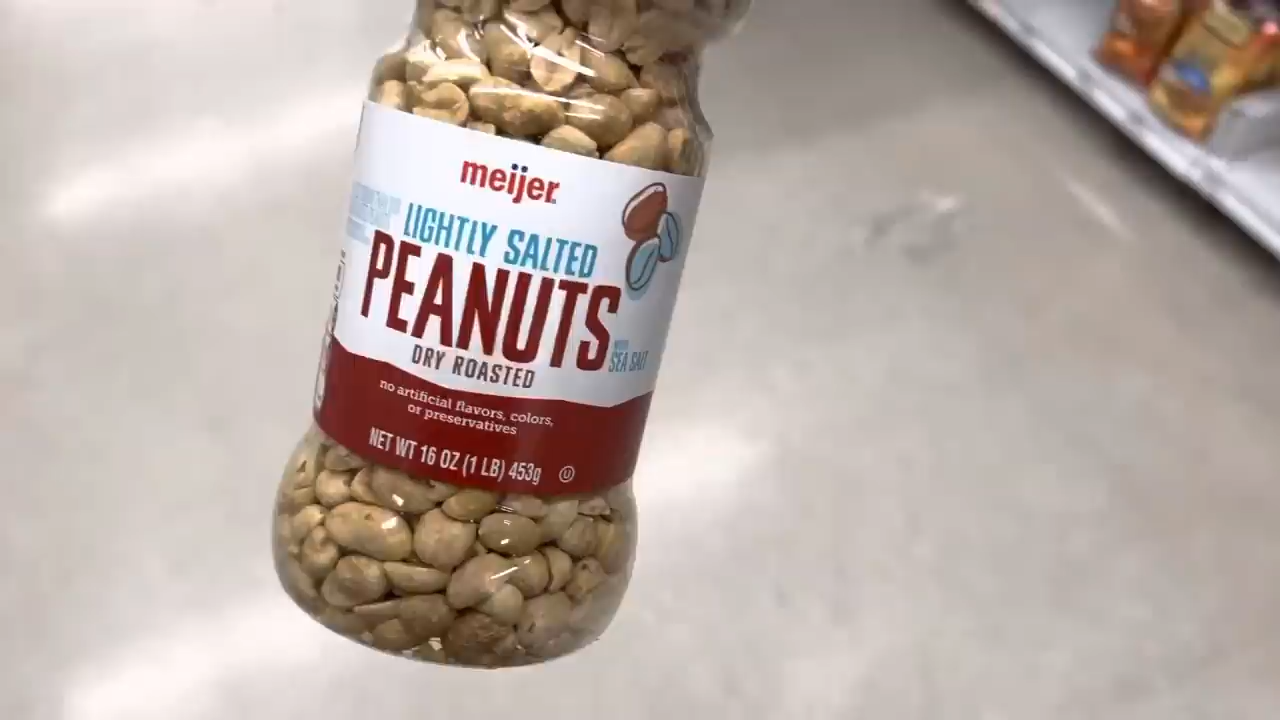 meijer
LIGHTLY SALTED
PEANUTS
WITH
SEA SALT
DRY ROASTED
no artificial flavors, colors,
or preservatives
NET WT 16 OZ (1 LB) 453g
U